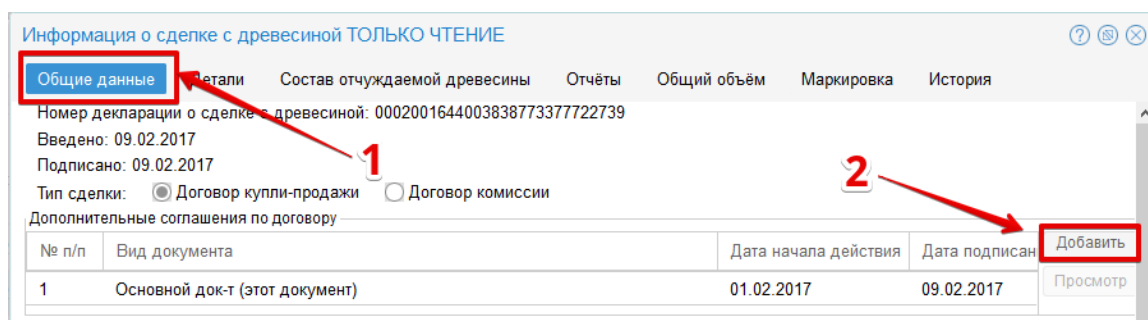 Информация о сделке с древесиной ТОЛЬКО ЧТЕНИЕ
Общие данные Детали Состав отчуждаемой древесины Отчёты Общий объём Маркировка История
Номер декларации о сделке с древесиной: 0002001644003838773377722739
Введено: 09.02.2017
Подписано: 09.02.2017
1
2
Тип сделки: Договор купли-продажи Договор комиссии
Дополнительные соглашения по договору
№ п/п Вид документа Дата начала действия Дата подписан Добавить
1 Основной док-т (этот документ) 01.02.2017 09.02.2017 Просмотр